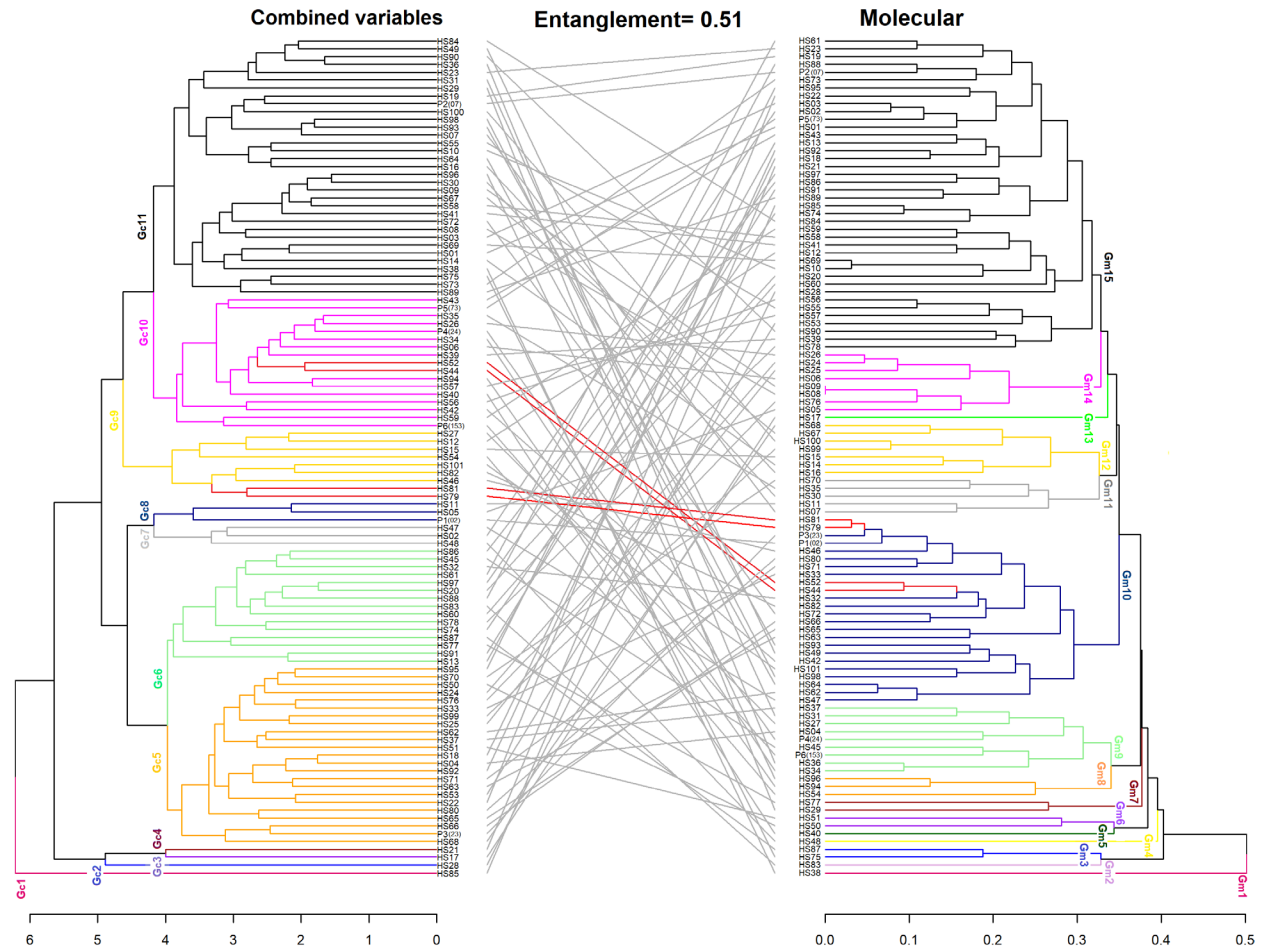 Combined variables
Entanglement= 0.51
Molecular
HS84
HS49
HS90
HS36
HS23
HS31
HS29
HS19
P2(07)
HS100
HS98
HS93
HS07
HS55
HS10
HS64
HS16
HS96
HS30
HS09
HS67
HS58
HS41
HS72
HS08
HS03
HS69
HS01
HS14
HS38
HS75
HS73
HS89
HS43
P5(73)
HS35
HS26
P4(24)
HS34
HS06
HS39
HS52
HS44
HS94
HS57
HS40
HS56
HS42
HS59
P6(153)
HS27
HS12
HS15
HS54
HS101
HS82
HS46
HS81
HS79
HS11
HS05
P1(02)
HS47
HS02
HS48
HS86
HS45
HS32
HS61
HS97
HS20
HS88
HS83
HS60
HS78
HS74
HS87
HS77
HS91
HS13
HS95
HS70
HS50
HS24
HS76
HS33
HS99
HS25
HS62
HS37
HS51
HS18
HS04
HS92
HS71
HS63
HS53
HS22
HS80
HS65
HS66
P3(23)
HS68
HS21
HS17
HS28
HS85
Gc11
Gc10
Gc9
Gc8
Gc7
Gc6
Gc5
Gc4
Gc3
Gc2
Gc1
6
5
4
3
2
1
0
HS61
HS23
HS19
HS88
P2(07)
HS73
HS95
HS22
HS03
HS02
P5(73)
HS01
HS43
HS13
HS92
HS18
HS21
HS97
HS86
HS91
HS89
HS85
HS74
HS84
HS59
HS58
HS41
HS12
HS69
HS10
HS20
HS60
HS28
HS56
HS55
HS57
HS53
HS90
HS39
HS78
HS26
HS24
HS25
HS06
HS09
HS08
HS76
HS05
HS17
HS68
HS67
HS100
HS99
HS15
HS14
HS16
HS70
HS35
HS30
HS11
HS07
HS81
HS79
P3(23)
P1(02)
HS46
HS80
HS71
HS33
HS52
HS44
HS32
HS82
HS72
HS66
HS65
HS63
HS93
HS49
HS42
HS101
HS98
HS64
HS62
HS47
HS37
HS31
HS27
HS04
P4(24)
HS45
P6(153)
HS36
HS34
HS96
HS94
HS54
HS77
HS29
HS51
HS50
HS40
HS48
HS87
HS75
HS83
HS38
Gm15
Gm14
Gm13
Gm12
Gm11
Gm10
Gm9
Gm8
Gm7
Gm6
Gm5
Gm4
Gm3
Gm2
Gm1
0.0
0.1
0.2
0.3
0.4
0.5